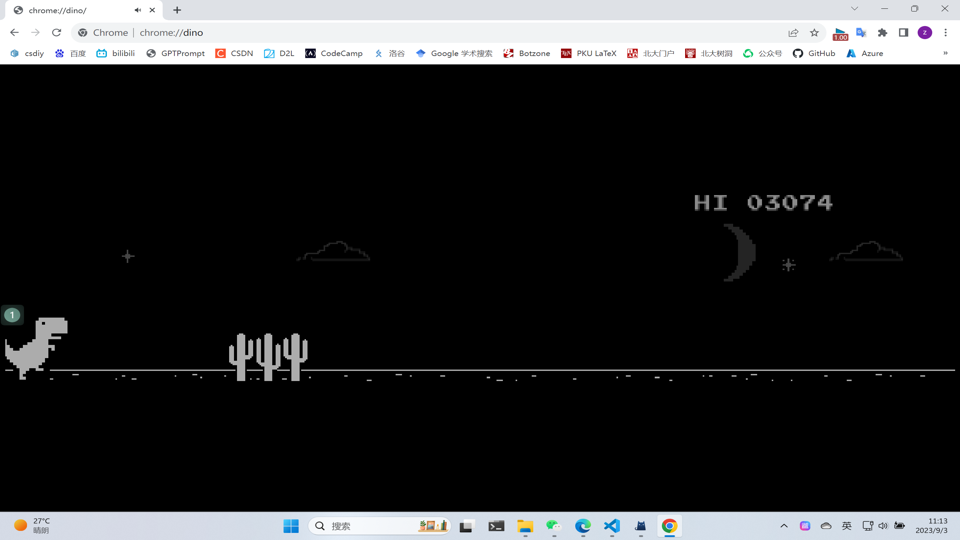 chrome://dino/
Chrome | chrome://dino
1.00
z
csdiy 百度 bilibili GPTPrompt CSDN D2L CodeCamp 洛谷 Google 学术搜索 Botzone PKU LaTeX 北大门户 北大树洞 公众号 GitHub Azure »
HI 03074
1
27°C
晴朗
搜索
英
11:13
2023/9/3